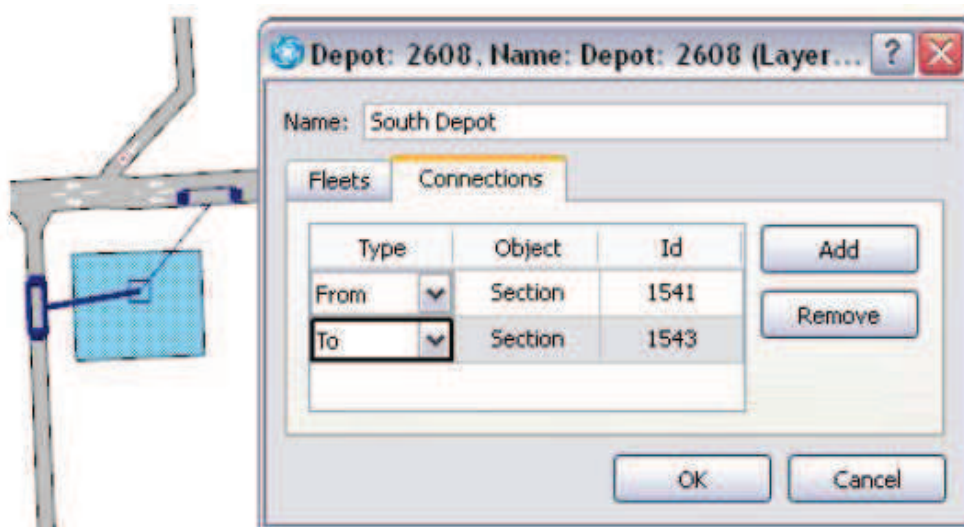 Depot: 2608, Name: Depot: 2608 (Layer... ?
Name: South Depot
Fleets Connections
Type Object Id
Add
From Section 1541
Remove
To Section 1543
OK Cancel